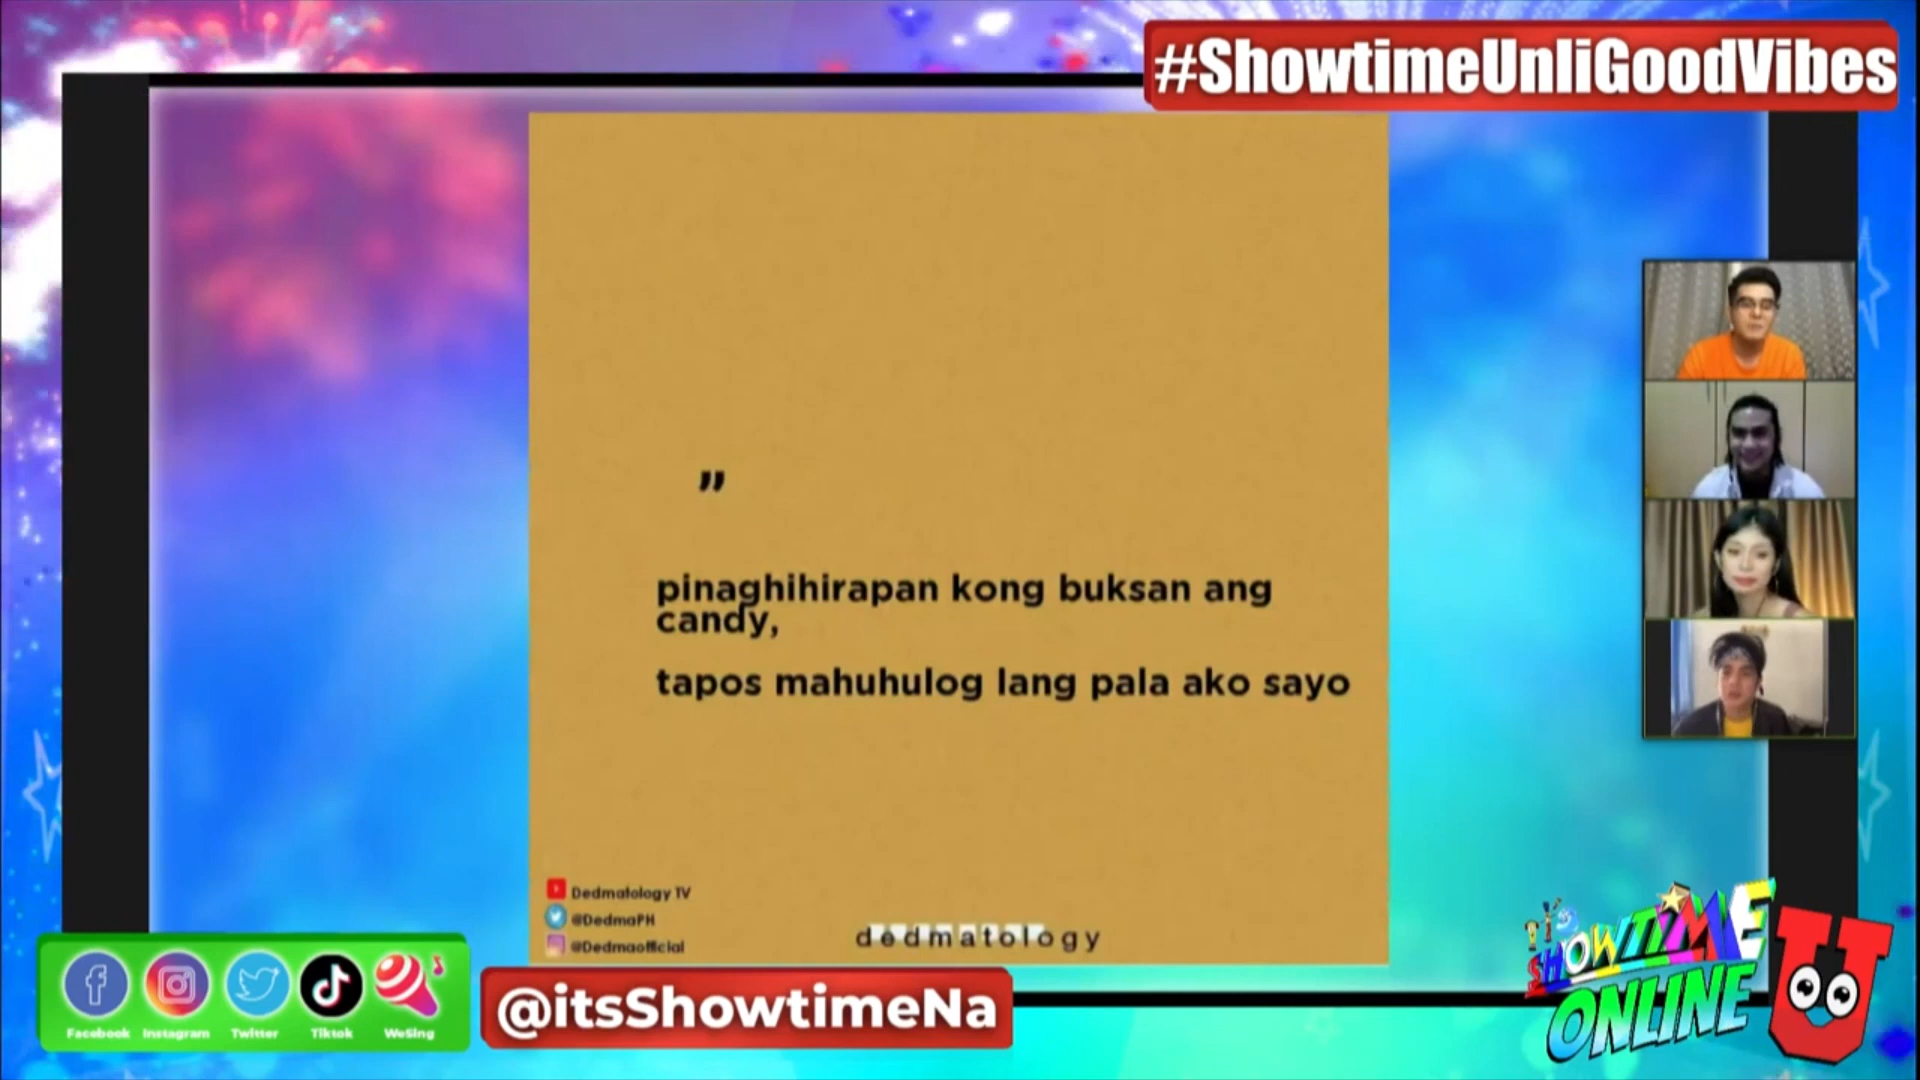 #ShowtimeUnliGoodVibes
"
pinaghihirapan kong buksan ang
candy,
tapos mahuhulog lang pala ako sayo
Dedmatology TV
@DedmaPH
@Dedmaofficial
dedmatology
Facebook Instagram Twitter Tiktok WeSing
@itsShowtimeNa
IT'S
SHOWTIME
ONLINE U